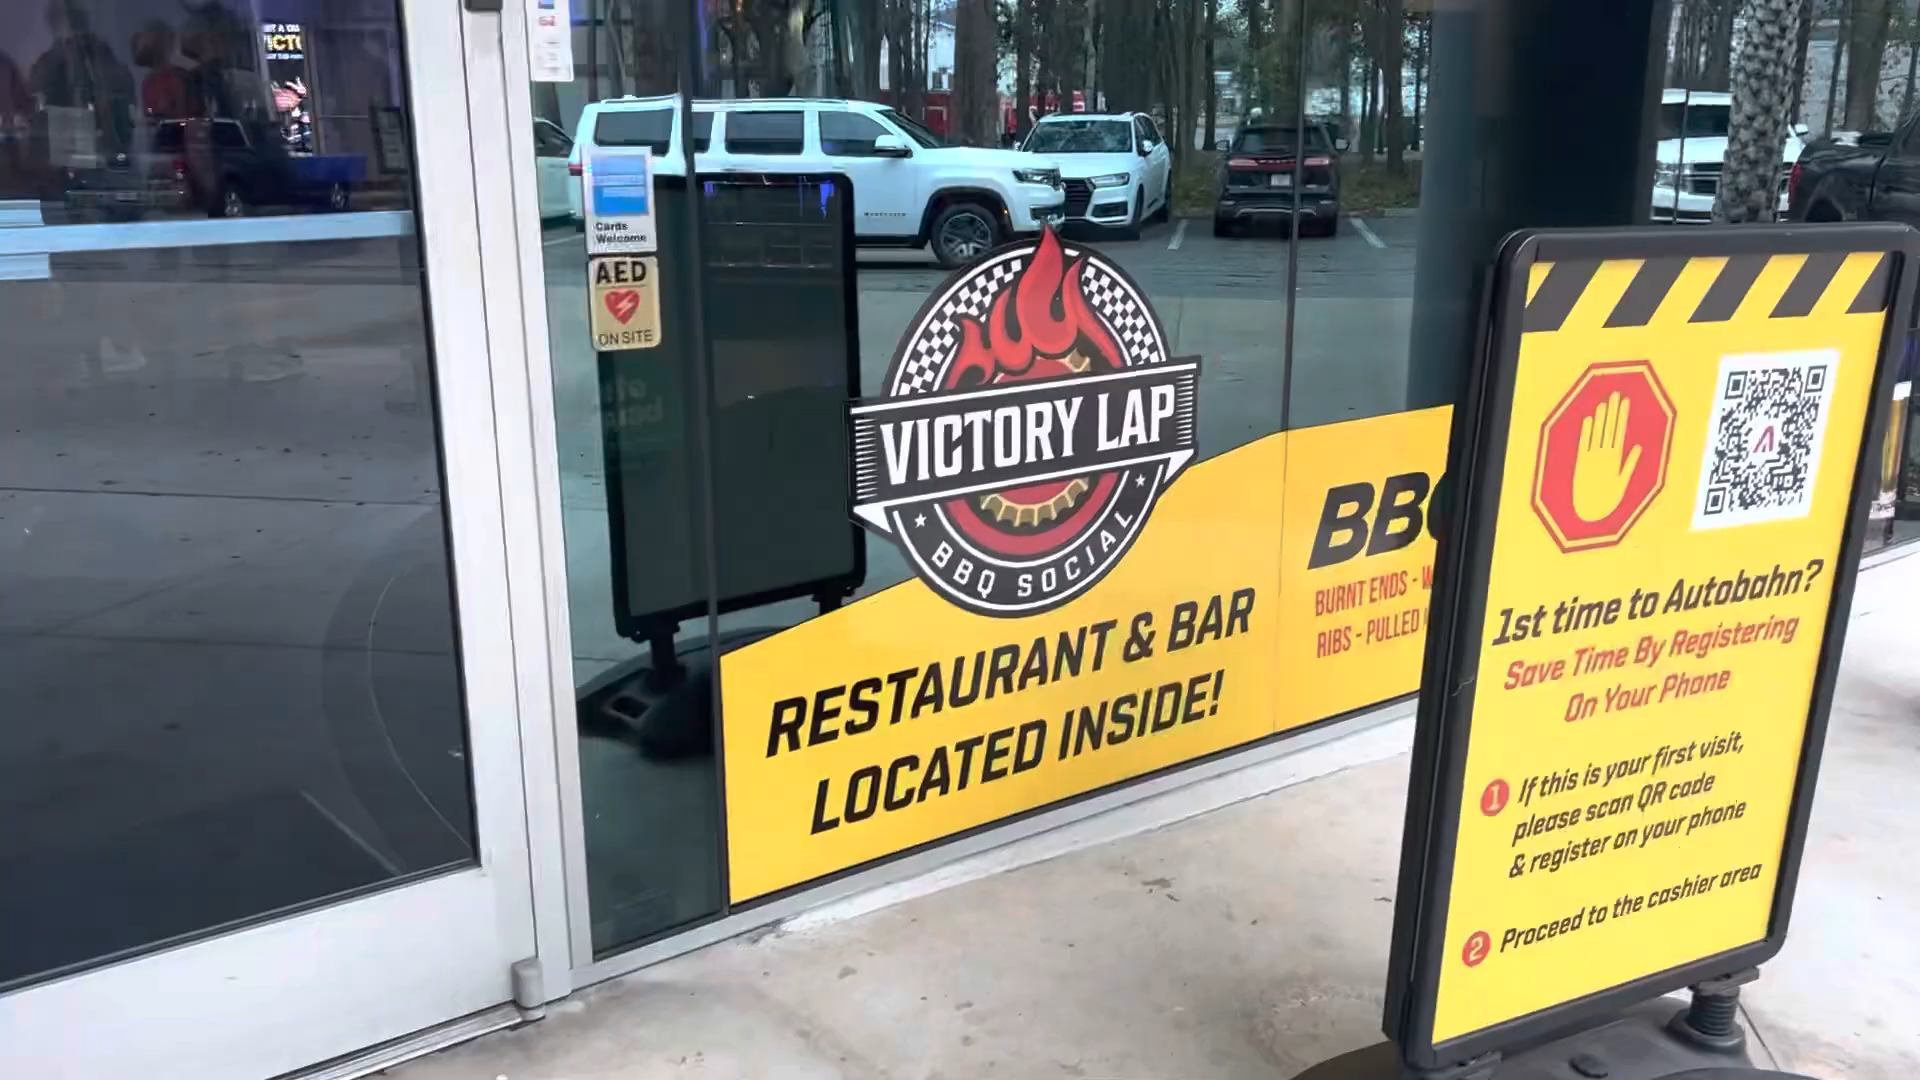 Cards
Welcome
AED
ON SITE
VICTORY LAP
BBQ SOCIAL
RESTAURANT & BAR
LOCATED INSIDE!
BURNT ENDS -
RIBS - PULLED
1st time to Autobahn?
Save Time By Registering
On Your Phone
1 If this is your first visit,
please scan QR code
& register on your phone
2 Proceed to the cashier area